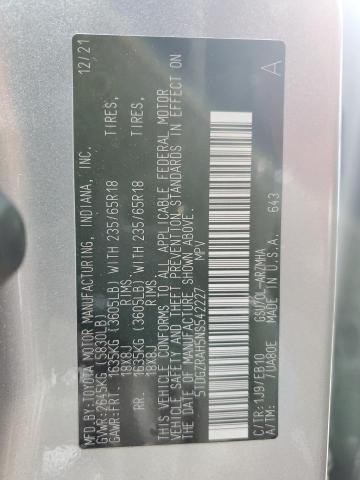 MFD.BY: TOYOTA MOTOR MANUFACTURING, INDIANA, INC. 12/21
GVWR: 2645KG (5830LB)
GAWR:FRT. 1635KG (3605LB) WITH 235/65R18 TIRES,
18X8J RIMS
RR. 1635KG (3605LB) WITH 235/65R18 TIRES,
18X8J RIMS
THIS VEHICLE CONFORMS TO ALL APPLICABLE FEDERAL MOTOR
VEHICLE SAFETY AND THEFT PREVENTION STANDARDS IN EFFECT ON
THE DATE OF MANUFACTURE SHOWN ABOVE.
5TDGZRAH5NS542227 MPV A
C/TR: 1J9/EB10 GSU70L-ARZMHA 643
A/TM: /UA80E MADE IN U.S.A.